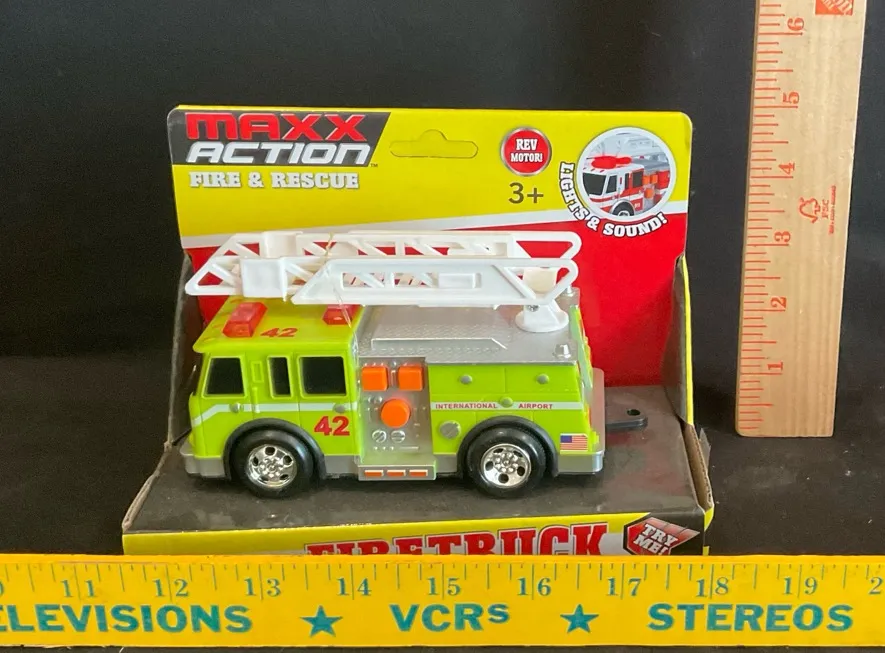 MAXX
ACTION™
FIRE & RESCUE
REV
MOTOR!
3+
LIGHTS & SOUND!
42
42
INTERNATIONAL AIRPORT
FIRETRUCK
TRY
ME!
6
5
4
3
2
1
11 12 13 14 15 16 17 18 19
ELEVISIONS ★ VCRs ★ STEREOS